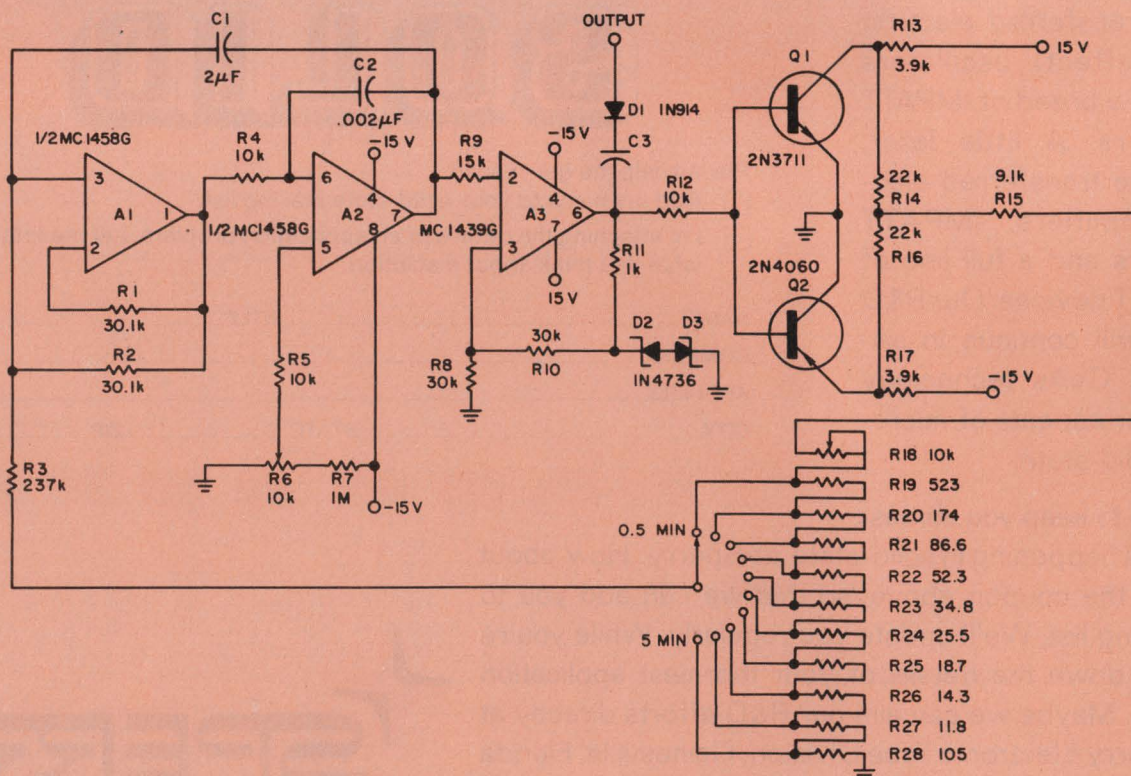 OUTPUT
C1
2μF
C2
.002μF
1/2 MC1458G
3
2
A1
1
R4
10k
6
5
A2
-15 V
4
8
7
1/2 MC1458G
R9
15k
MC 1439G
2
3
A3
-15 V
4
6
7
15 V
D1 1N914
C3
R12
10k
R11
1k
Q1
2N3711
2N4060
Q2
R13
3.9k
15 V
22 k
R14
22 k
R16
9.1k
R15
R17
3.9k
-15 V
R1
30.1k
R2
30.1k
R3
237k
R5
10k
R6
10k
R7
1M
-15V
R8
30k
30k
R10
D2
D3
1N4736
0.5 MIN
5 MIN
R18 10k
R19 523
R20 174
R21 86.6
R22 52.3
R23 34.8
R24 25.5
R25 18.7
R26 14.3
R27 11.8
R28 105